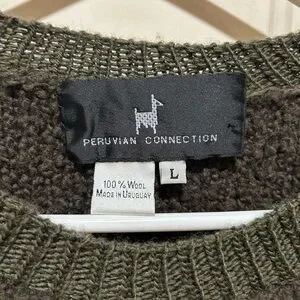 PERUVIAN CONNECTION
100% WOOL
MADE IN URUGUAY
L